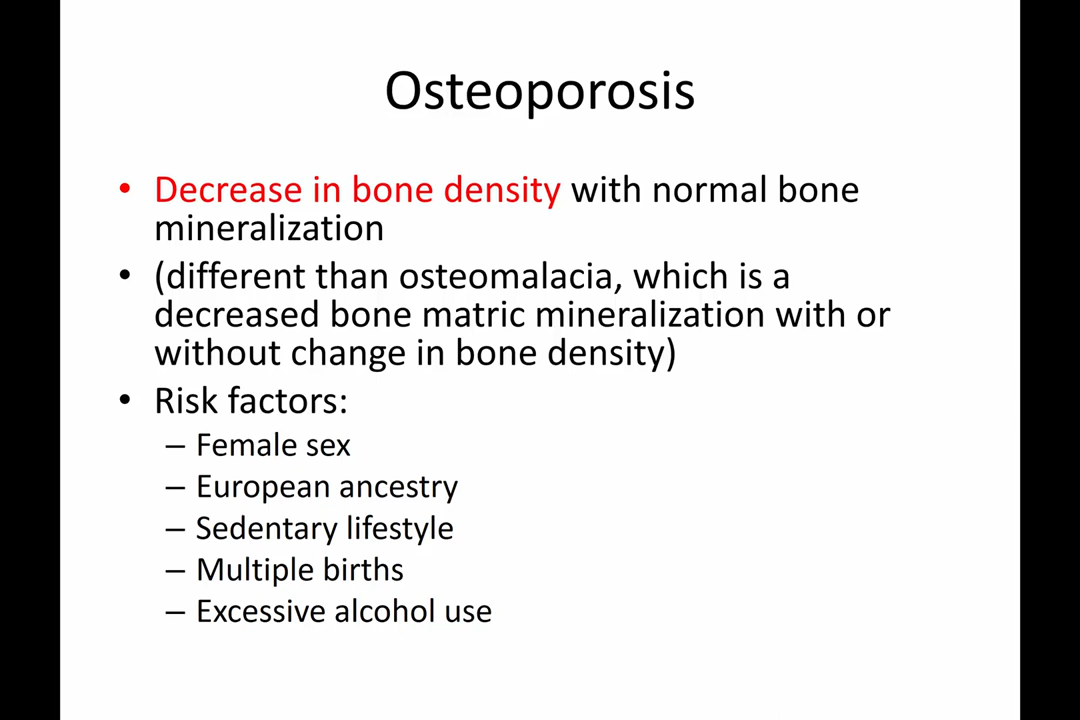 Osteoporosis
• Decrease in bone density with normal bone
mineralization
• (different than osteomalacia, which is a
decreased bone matric mineralization with or
without change in bone density)
• Risk factors:
– Female sex
– European ancestry
– Sedentary lifestyle
– Multiple births
– Excessive alcohol use